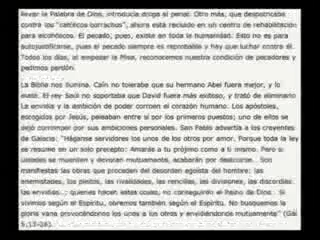 llevar la Palabra de Dios, introducía droga al penal. Otro más, que despotricaba
contra los "católicos borrachos", ahora está recluido en un centro de rehabilitación
para alcohólicos. El pecado, pues, existe en toda la humanidad. Esto no es para
autojustificarse, pues el pecado siempre es reprobable y hay que luchar contra él.
Todos los días, al empezar la Misa, reconocemos nuestra condición de pecadores y
pedimos perdón.
La Biblia nos ilumina. Caín no toleraba que su hermano Abel fuera mejor, y lo
mató. El rey Saúl no soportaba que David fuera más exitoso, y trató de eliminarlo
La envidia y la ambición de poder corroen el corazón humano. Los apóstoles,
escogidos por Jesús, peleaban entre sí por los primeros puestos; uno de ellos se
dejó corromper por sus ambiciones personales. San Pablo advertía a los creyentes
de Galacia: "Háganse servidores los unos de los otros por amor. Porque toda la ley
se resume en un solo precepto: Amarás a tu prójimo como a ti mismo. Pero si
ustedes se muerden y devoran mutuamente, acabarán por destruirse.. Son
manifiestas las obras que proceden del desorden egoísta del hombre: las
enemistades, los pleitos, las rivalidades, las rencillas, las divisiones, las discordias
las envidias...; quienes hacen estas cosas, no conseguirán el Reino de Dios. Si
vivimos según el Espíritu, obremos también según el Espíritu. No busquemos la
gloria vana provocándonos los unos a los otros y envidiándonos mutuamente" (Gál
5,13-26).